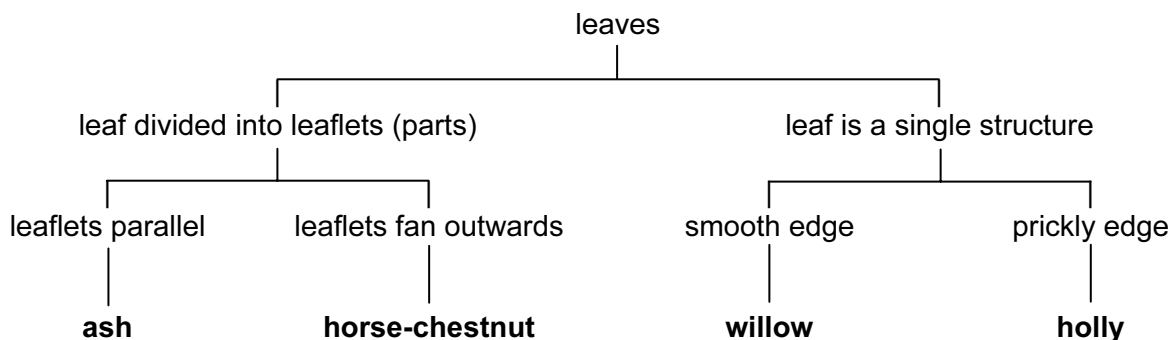 leaves
leaf divided into leaflets (parts)
leaf is a single structure
leaflets parallel
leaflets fan outwards
smooth edge
prickly edge
ash
horse-chestnut
willow
holly